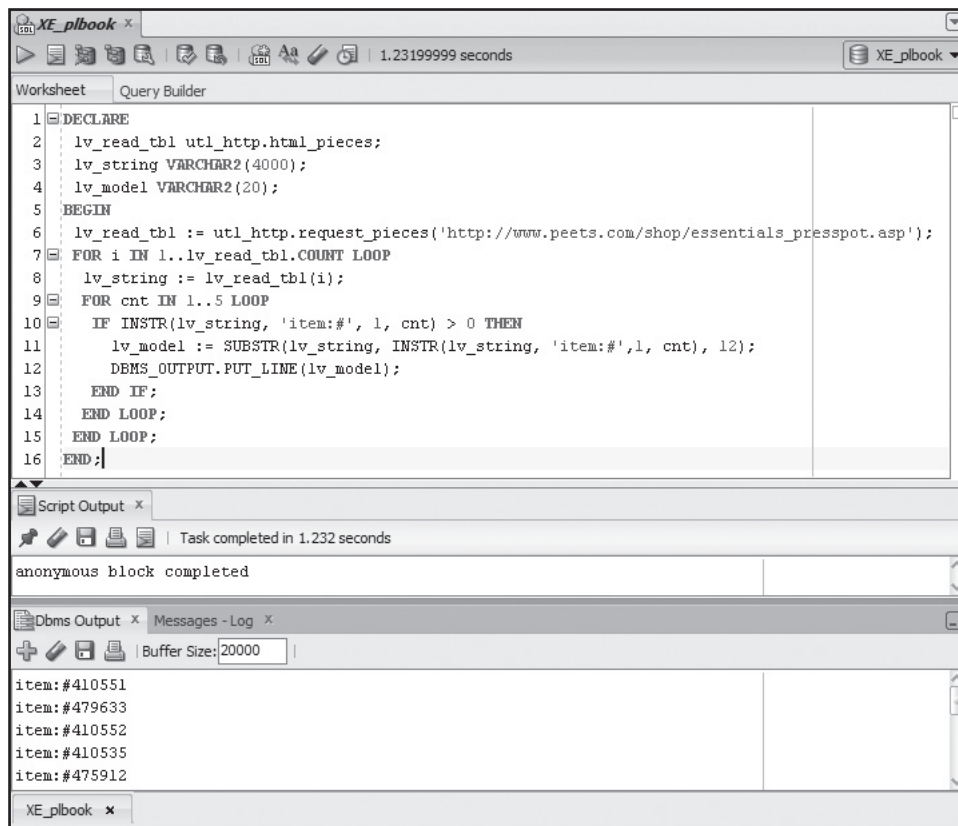 XE_plbook
1.23199999 seconds
XE_plbook
Worksheet Query Builder
1 DECLARE
2 lv_read_tbl utl_http.html_pieces;
3 lv_string VARCHAR2(4000);
4 lv_model VARCHAR2(20);
5 BEGIN
6 lv_read_tbl := utl_http.request_pieces('http://www.peets.com/shop/essentials_presspot.asp');
7 FOR i IN 1..lv_read_tbl.COUNT LOOP
8 lv_string := lv_read_tbl(i);
9 FOR cnt IN 1..5 LOOP
10 IF INSTR(lv_string, 'item:#', 1, cnt) > 0 THEN
11 lv_model := SUBSTR(lv_string, INSTR(lv_string, 'item:#',1, cnt), 12);
12 DBMS_OUTPUT.PUT_LINE(lv_model);
13 END IF;
14 END LOOP;
15 END LOOP;
16 END;
Script Output
Task completed in 1.232 seconds
anonymous block completed
Dbms Output Messages - Log
Buffer Size: 20000
item:#410551
item:#479633
item:#410552
item:#410535
item:#475912
XE_plbook